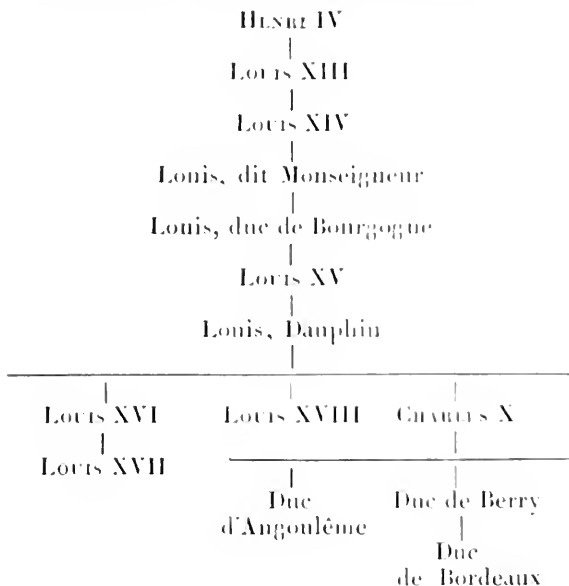 HENRI IV
LOUIS XIII
LOUIS XIV
Louis, dit Monseigneur
Louis, duc de Bourgogne
LOUIS XV
Louis, Dauphin
LOUIS XVI LOUIS XVIII CHARLES X
LOUIS XVII
Duc Duc de Berry
d'Angoulême
Duc
de Bordeaux